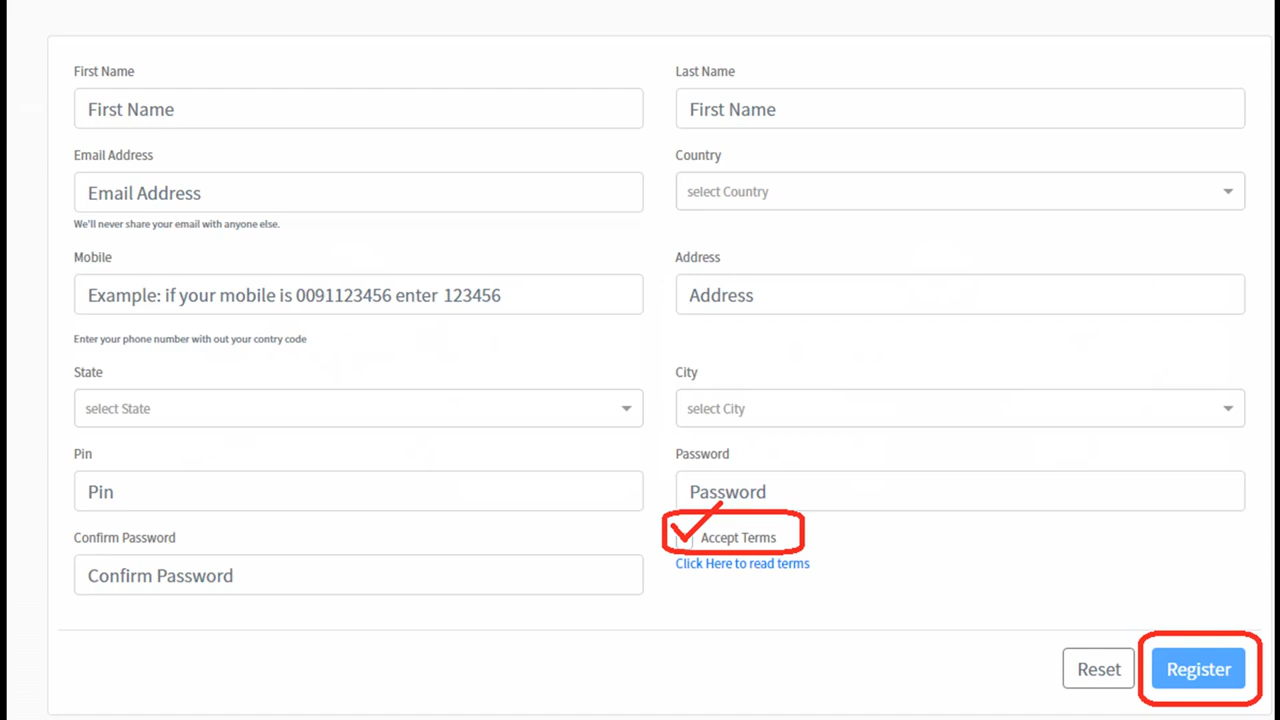 First Name
Last Name
First Name
First Name
Email Address
Country
Email Address
select Country
We'll never share your email with anyone else.
Mobile
Address
Example: if your mobile is 0091123456 enter 123456
Address
Enter your phone number with out your contry code
State
City
select State
select City
Pin
Password
Pin
Password
Confirm Password
Accept Terms
Click Here to read terms
Confirm Password
Reset
Register